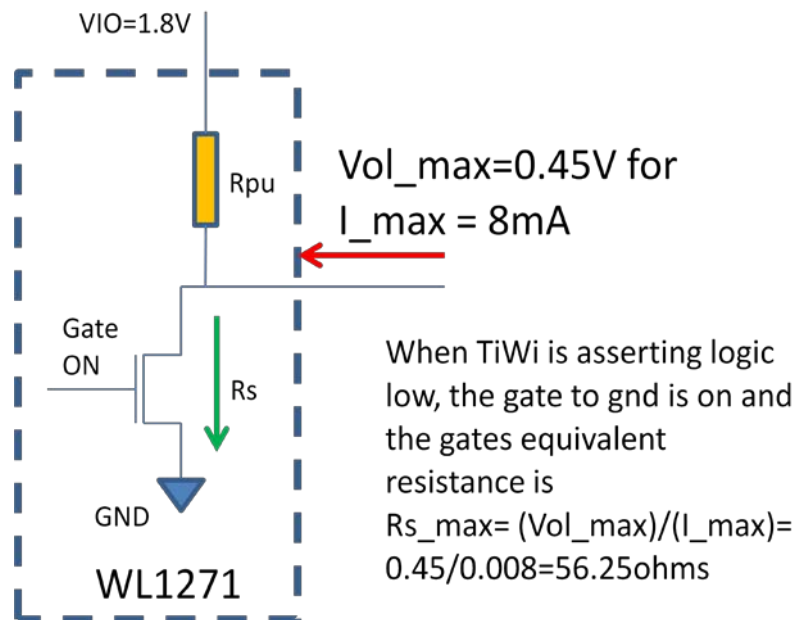 VIO=1.8V
Rpu
Vol_max=0.45V for
I_max = 8mA
Gate
ON
Rs
When TiWi is asserting logic
low, the gate to gnd is on and
the gates equivalent
resistance is
Rs_max= (Vol_max)/(I_max)=
0.45/0.008=56.25ohms
GND
WL1271